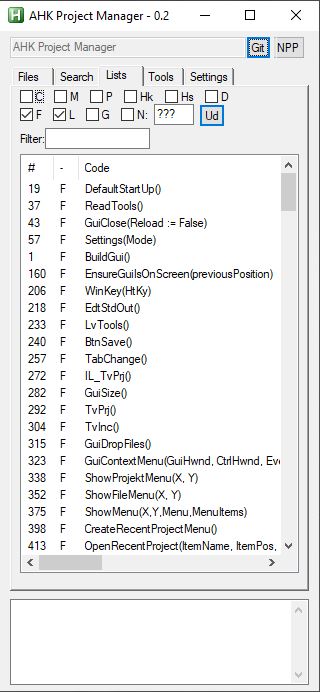 AHK Project Manager - 0.2
AHK Project Manager Git NPP
Files Search Lists Tools Settings
C M P Hk Hs D
F L G N: ??? Ud
Filter:
# - Code
19 F DefaultStartUp()
37 F ReadTools()
43 F GuiClose(Reload := False)
57 F Settings(Mode)
1 F BuildGui()
160 F EnsureGuiIsOnScreen(previousPosition)
206 F WinKey(HtKy)
218 F EdtStdOut()
233 F LvTools()
240 F BtnSave()
257 F TabChange()
272 F IL_TvPrj()
282 F GuiSize()
292 F TvPrj()
304 F TvInc()
315 F GuiDropFiles()
323 F GuiContextMenu(GuiHwnd, CtrlHwnd, Eve
338 F ShowProjektMenu(X, Y)
352 F ShowFileMenu(X, Y)
375 F ShowMenu(X,Y,Menu,MenuItems)
398 F CreateRecentProjectMenu()
413 F OpenRecentProject(ItemName, ItemPos,